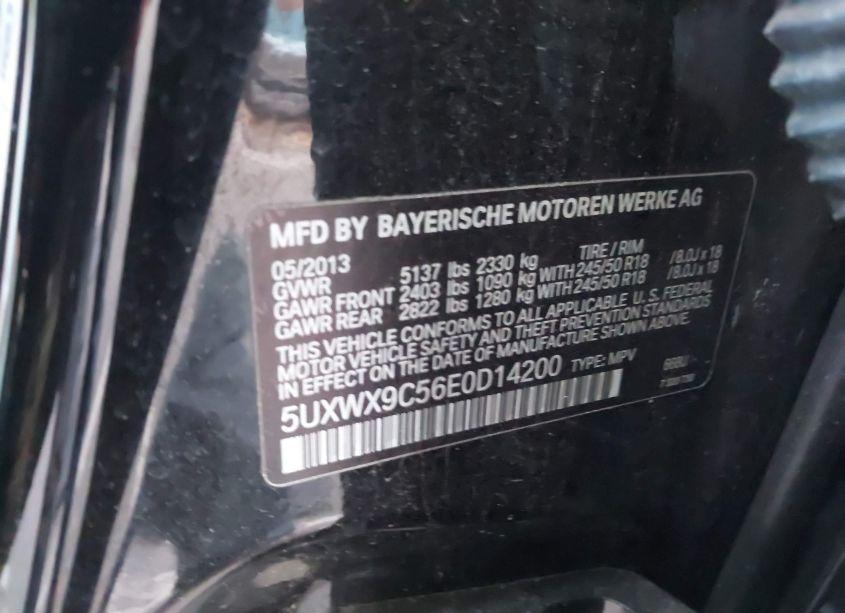 MFD BY BAYERISCHE MOTOREN WERKE AG
05/2013 TIRE / RIM
GVWR 5137 lbs 2330 kg
GAWR FRONT 2403 lbs 1090 kg WITH 245/50 R18 / 8.0J x 18
GAWR REAR 2822 lbs 1280 kg WITH 245/50 R18 / 8.0J x 18
THIS VEHICLE CONFORMS TO ALL APPLICABLE U. S. FEDERAL
MOTOR VEHICLE SAFETY AND THEFT PREVENTION STANDARDS
IN EFFECT ON THE DATE OF MANUFACTURE SHOWN ABOVE.
5UXWX9C56E0D14200 TYPE: MPV